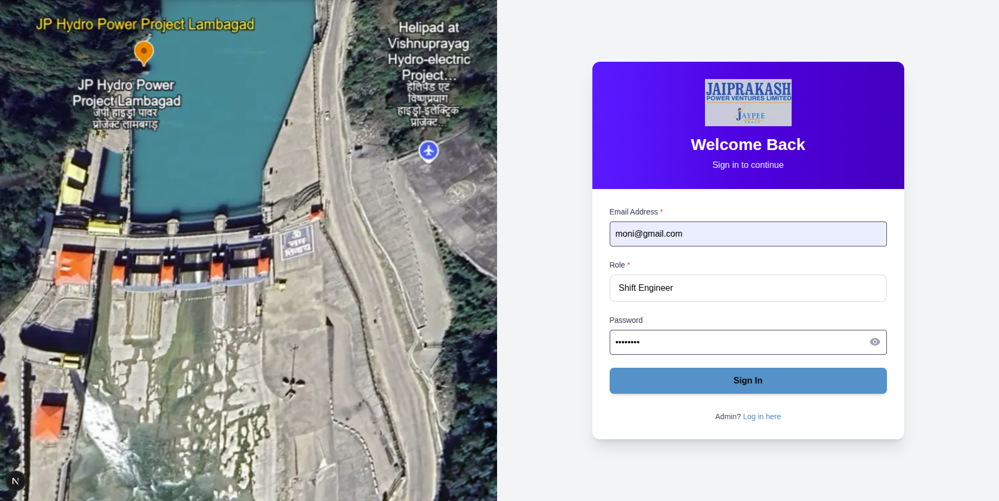 JP Hydro Power Project Lambagad
JP Hydro Power
Project Lambagad
जेपी हाइड्रो पावर
प्रोजेक्ट लामबगड़
Helipad at
Vishnuprayag
Hydro-electric
Project...
हेलिपैड एट
विष्णुप्रयाग
हाइड्रो-इलेक्ट्रिक
प्रोजेक्ट...
ॐ
नमः
शिवाय
N
JAIPRAKASH
POWER VENTURES LIMITED
JAYPEE
GROUP
Welcome Back
Sign in to continue
Email Address *
moni@gmail.com
Role *
Shift Engineer
Password
••••••••
Sign In
Admin? Log in here